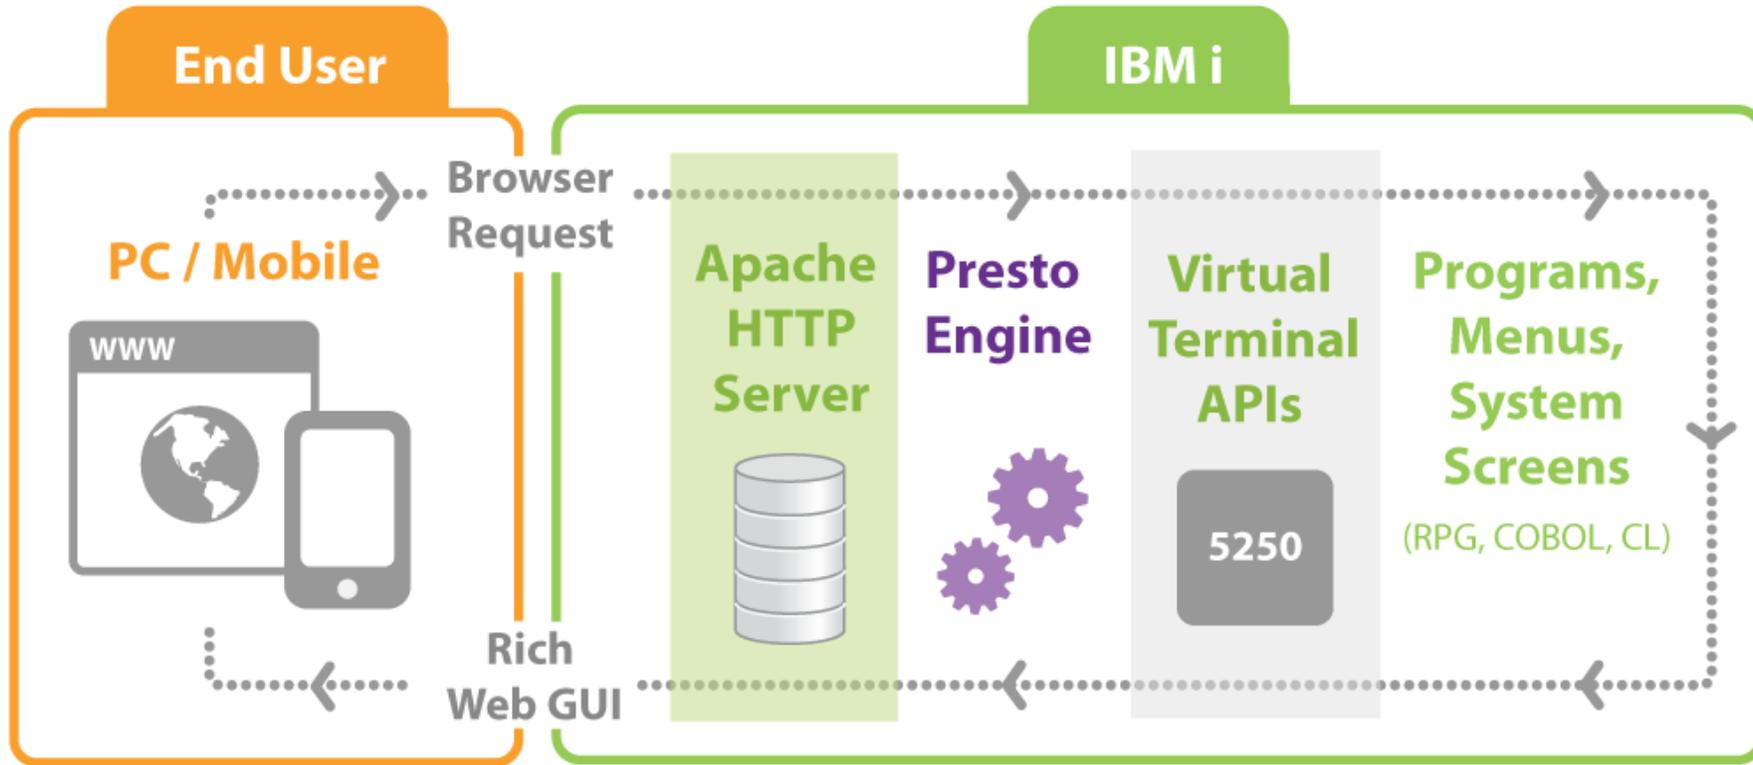 End User
IBM i
Browser
Request
PC / Mobile
www
Apache
HTTP
Server
Presto
Engine
Virtual
Terminal
APIs
5250
Programs,
Menus,
System
Screens
(RPG, COBOL, CL)
Rich
Web GUI